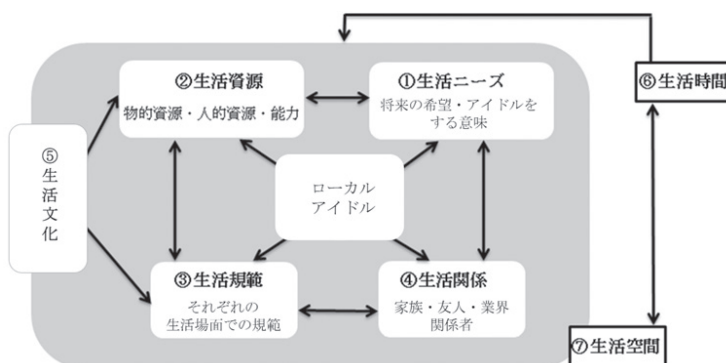 ②生活資源
物的資源・人的資源・能力
①生活ニーズ
将来の希望・アイドルを
する意味
⑥生活時間
⑤生活文化
ローカル
アイドル
③生活規範
それぞれの
生活場面での規範
④生活関係
家族・友人・業界
関係者
⑦生活空間